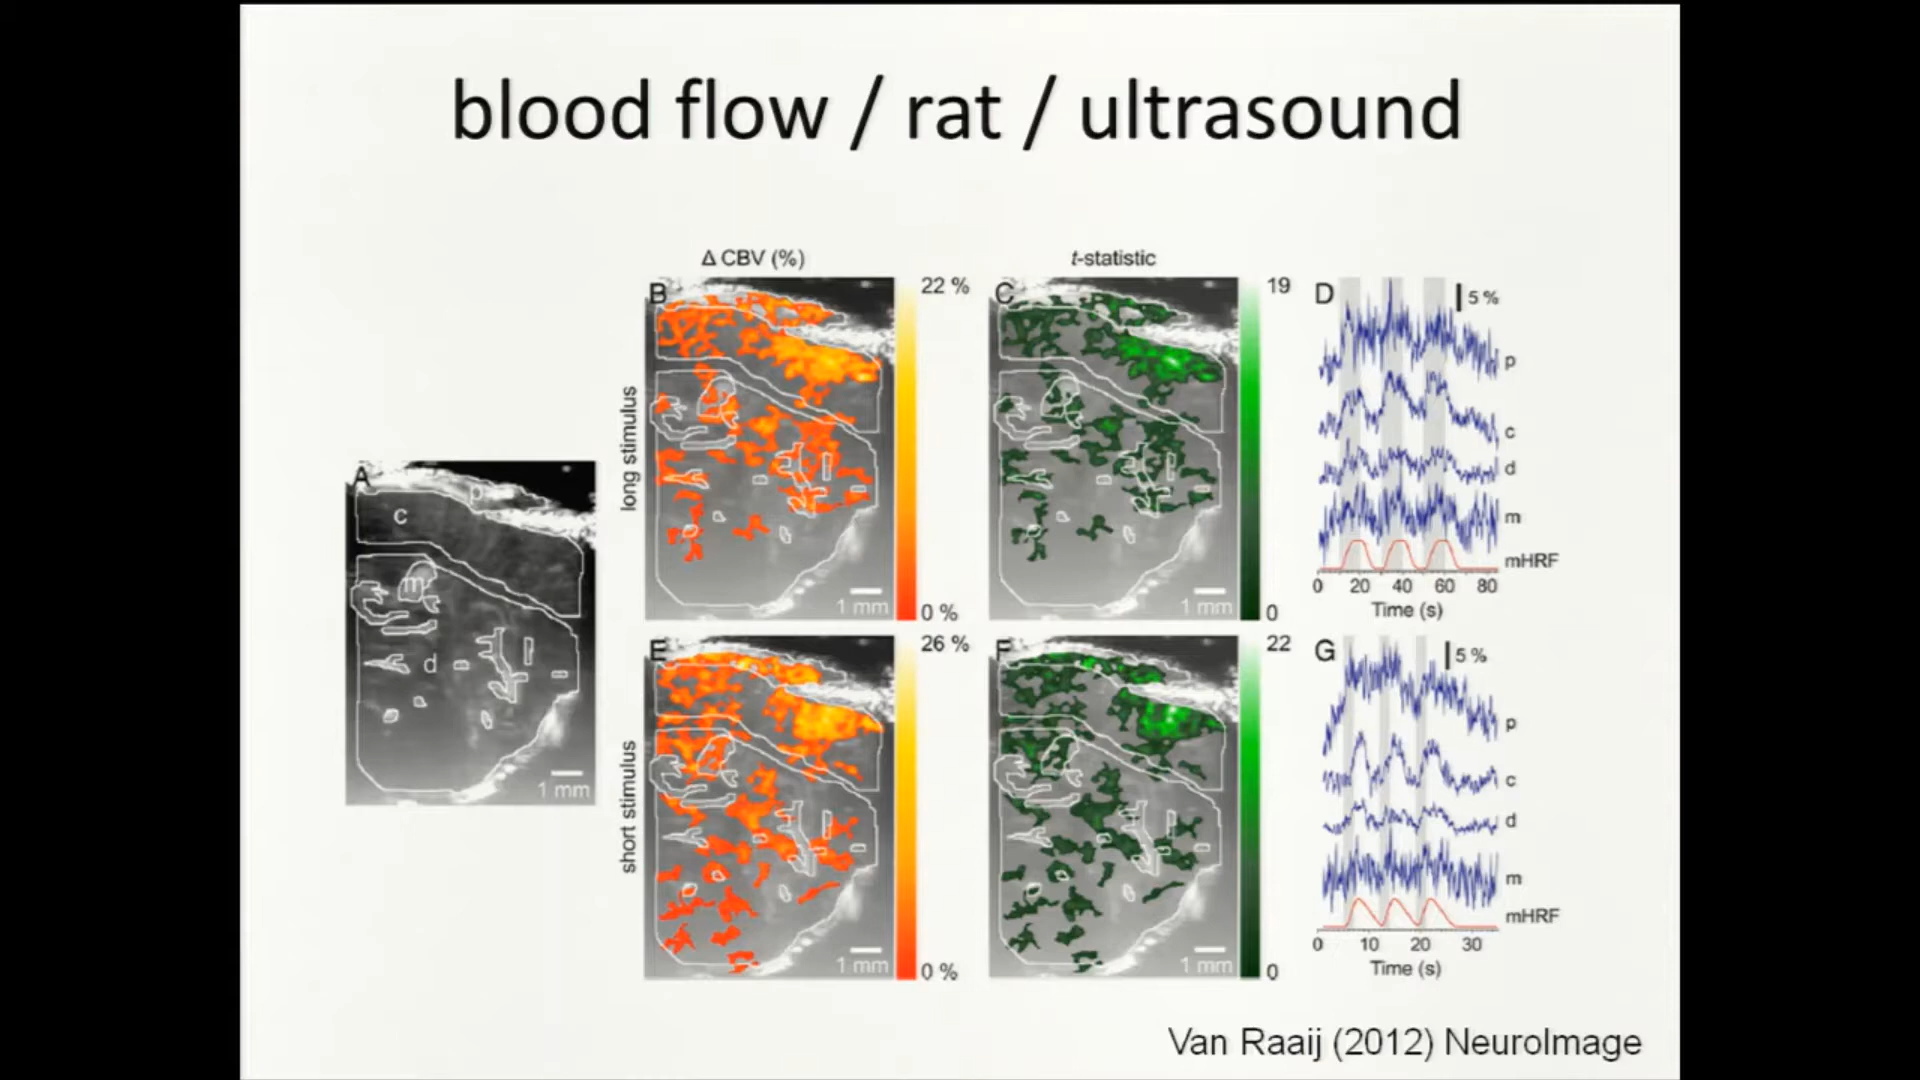 blood flow / rat / ultrasound
Δ CBV (%)
t-statistic
long stimulus
B
22 %
0 %
1 mm
C
19
0
1 mm
D
5 %
p
c
d
m
mHRF
0 20 40 60 80
Time (s)
A
p
c
m
d
1 mm
short stimulus
E
26 %
0 %
1 mm
F
22
0
1 mm
G
5 %
p
c
d
m
mHRF
0 10 20 30
Time (s)
Van Raaij (2012) NeuroImage